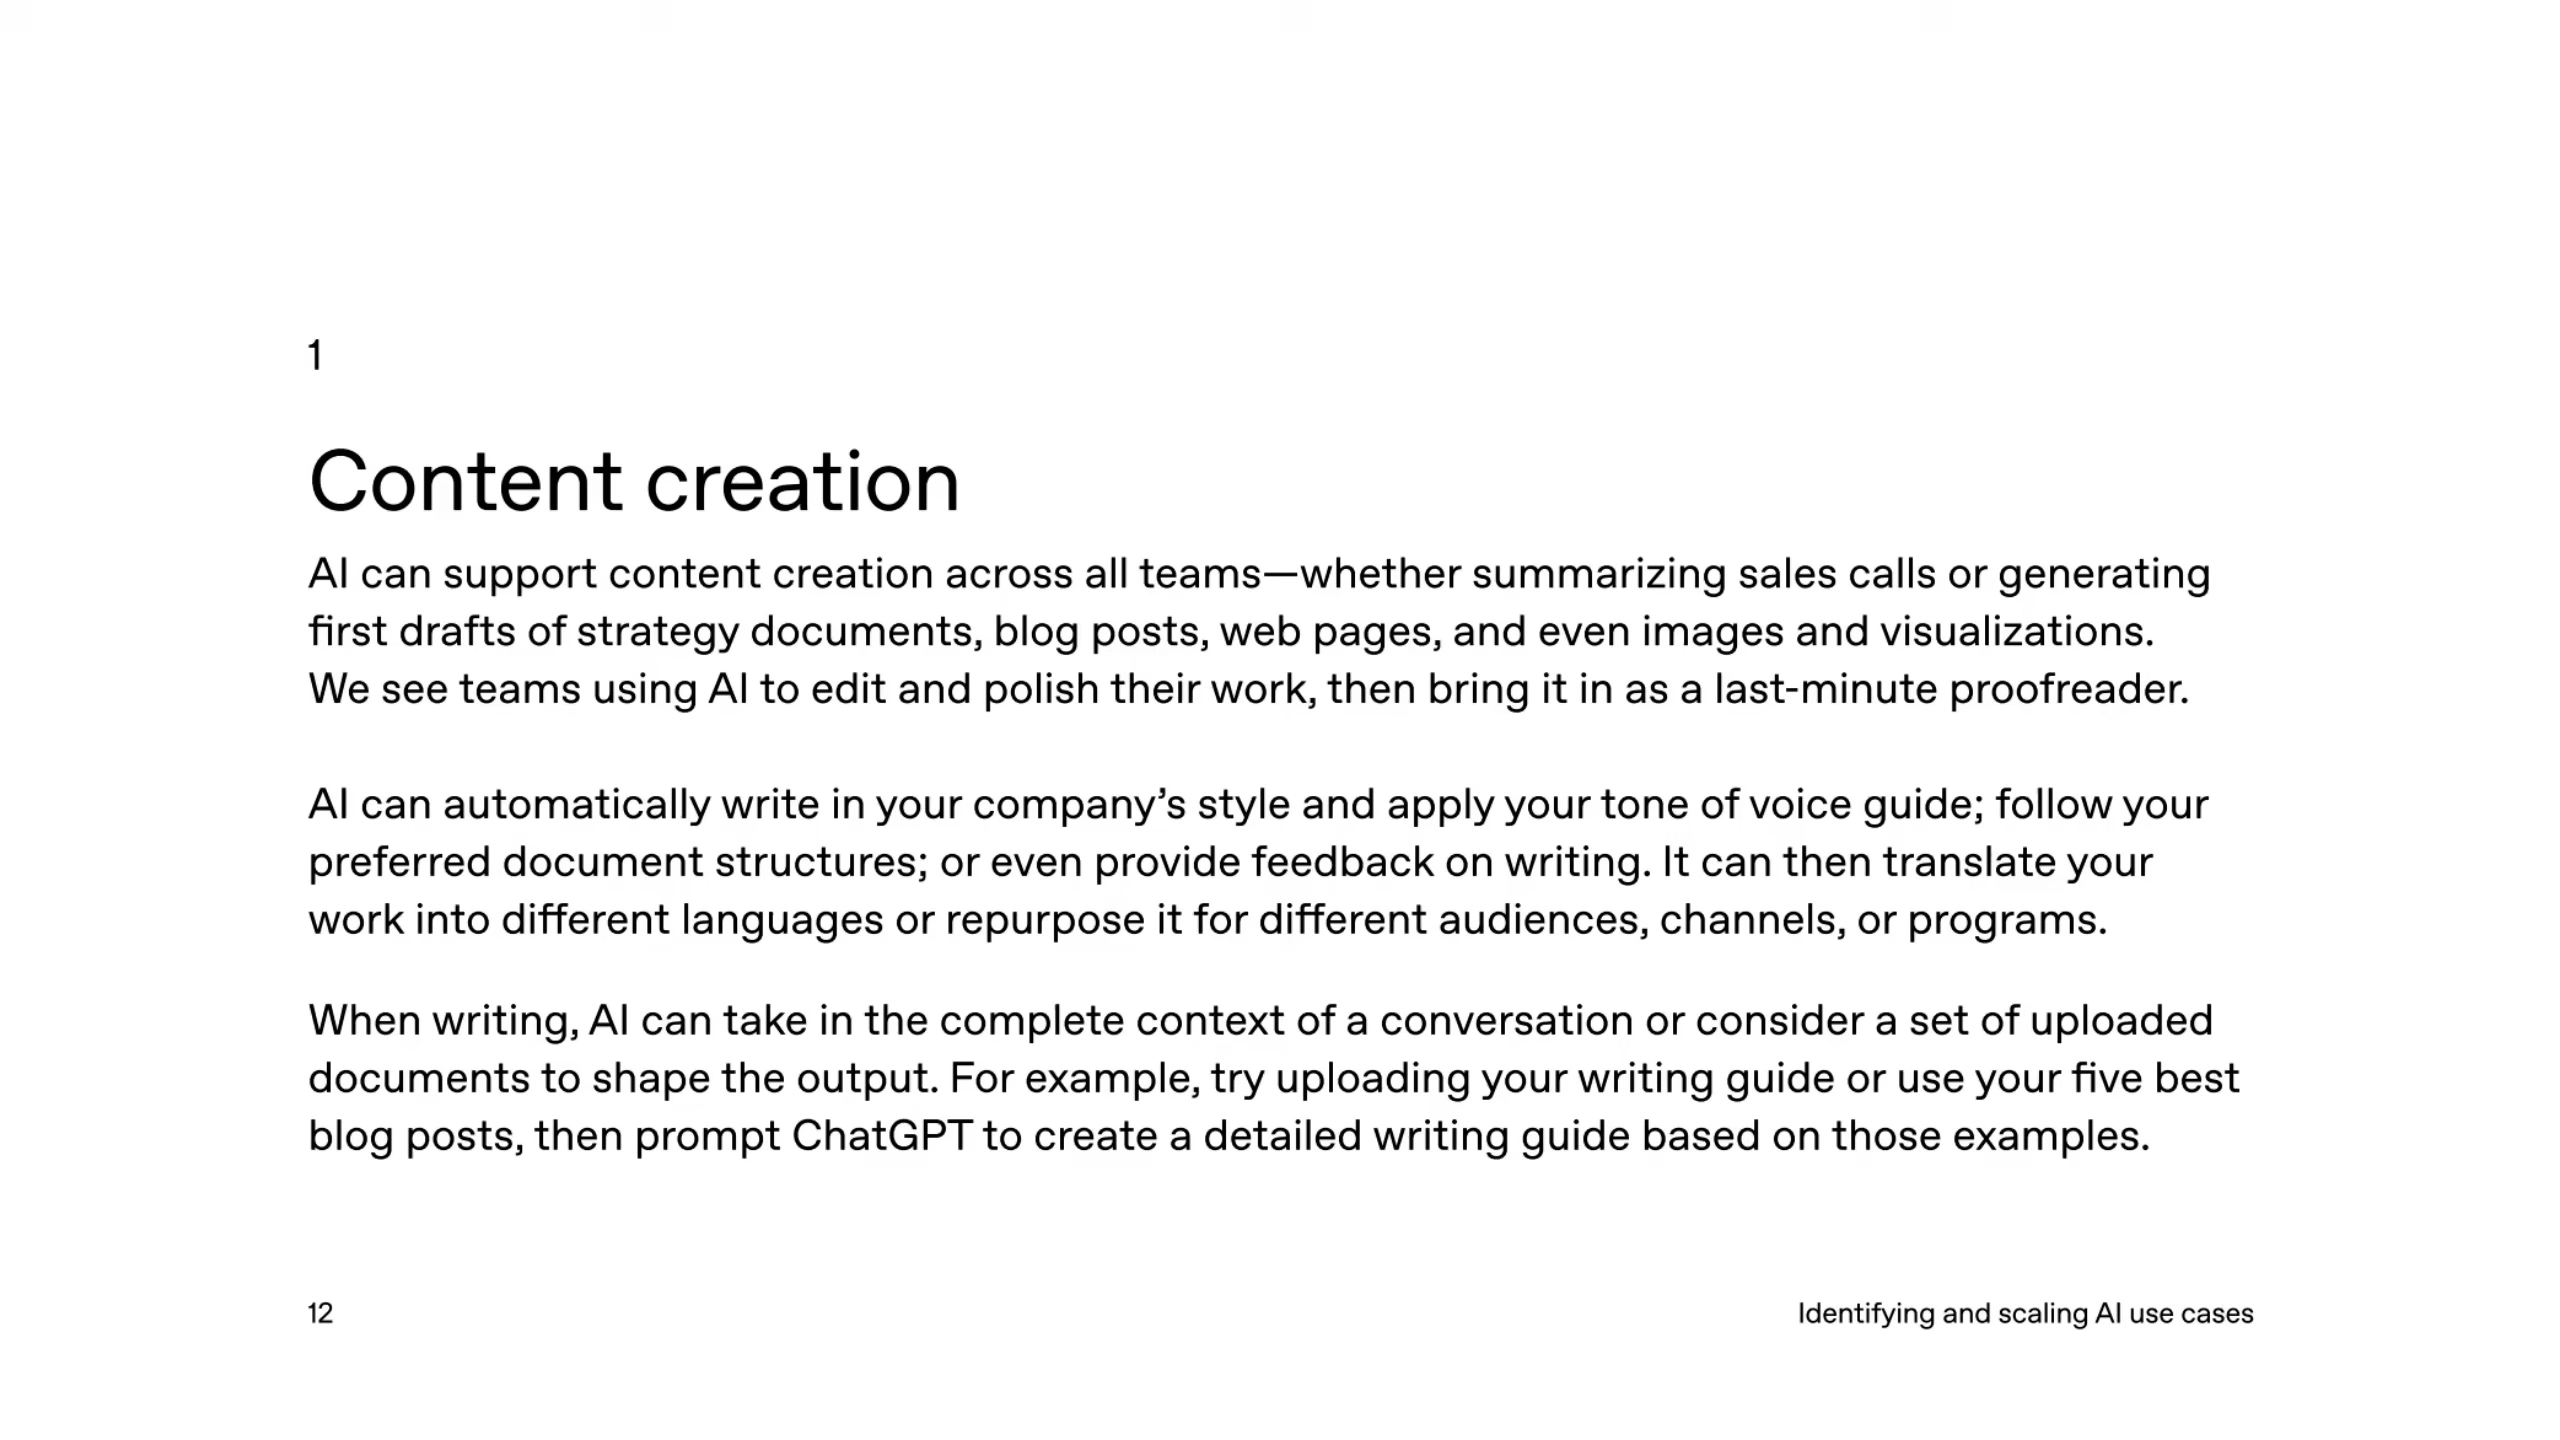 1
Content creation
AI can support content creation across all teams—whether summarizing sales calls or generating
first drafts of strategy documents, blog posts, web pages, and even images and visualizations.
We see teams using AI to edit and polish their work, then bring it in as a last-minute proofreader.
AI can automatically write in your company’s style and apply your tone of voice guide; follow your
preferred document structures; or even provide feedback on writing. It can then translate your
work into different languages or repurpose it for different audiences, channels, or programs.
When writing, AI can take in the complete context of a conversation or consider a set of uploaded
documents to shape the output. For example, try uploading your writing guide or use your five best
blog posts, then prompt ChatGPT to create a detailed writing guide based on those examples.
12
Identifying and scaling AI use cases